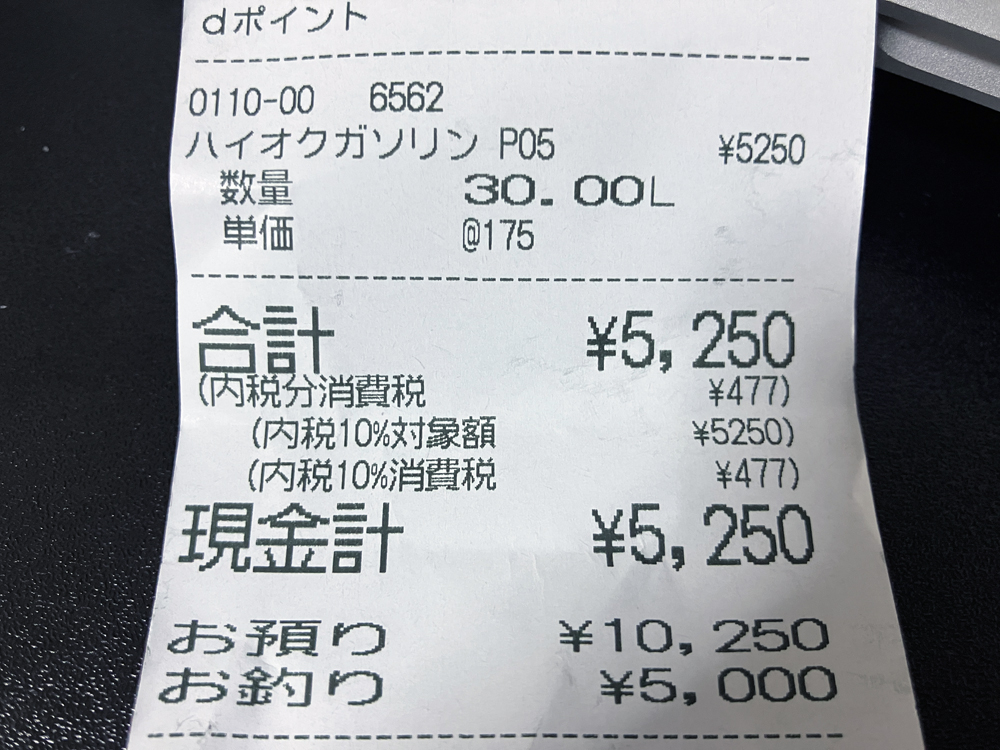 dポイント
0110-00 6562
ハイオクガソリン P05 ¥5250
数量 30.00L
単価 @175
合計 ¥5,250
(内税分消費税 ¥477)
(内税10%対象額 ¥5250)
(内税10%消費税 ¥477)
現金計 ¥5,250
お預り ¥10,250
お釣り ¥5,000